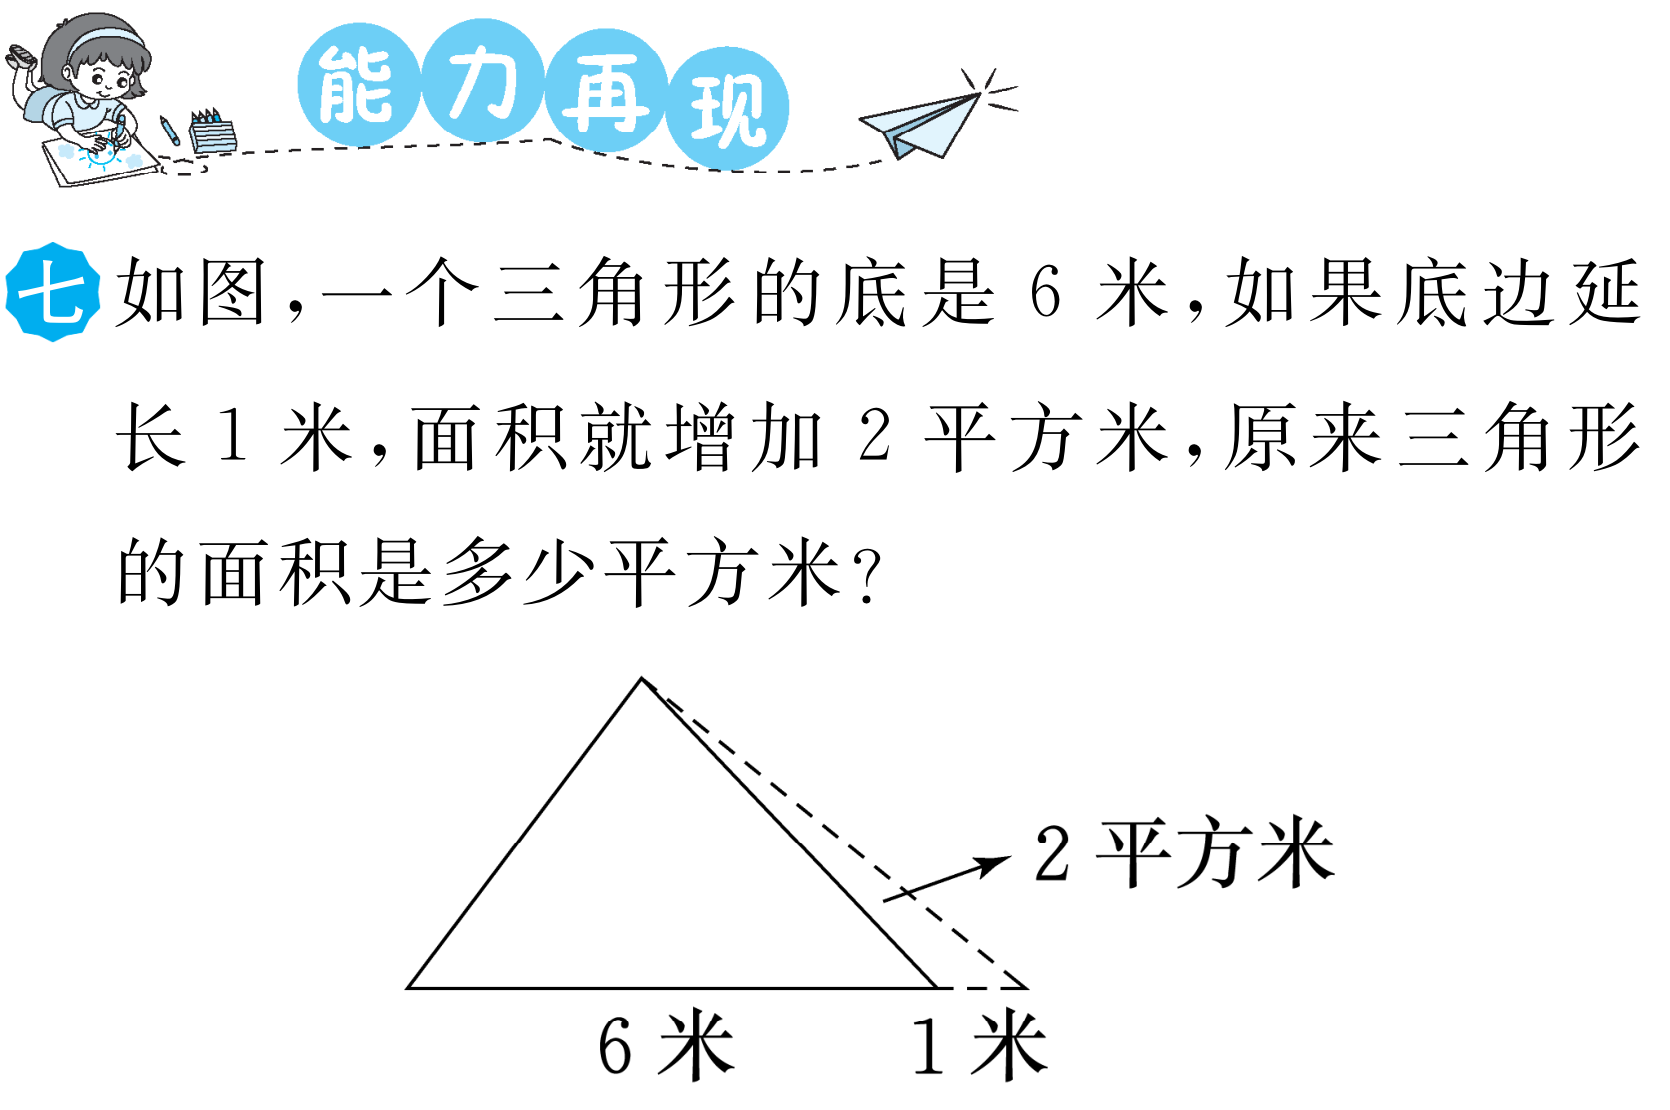 能力再现
七 如图,一个三角形的底是 6 米,如果底边延
长 1 米,面积就增加 2 平方米,原来三角形
的面积是多少平方米?
2 平方米
6 米 1 米